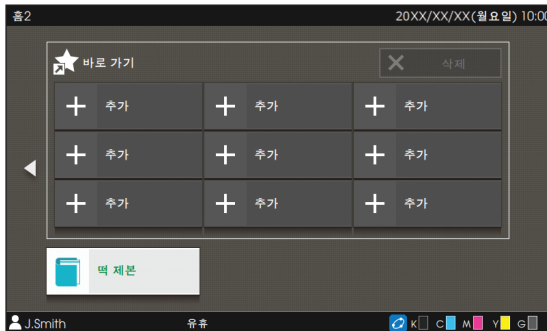 홈2
20XX/XX/XX(월요일) 10:00
바로 가기
삭제
추가
추가
추가
추가
추가
추가
추가
추가
추가
떡 제본
J.Smith
유휴
K C M Y G